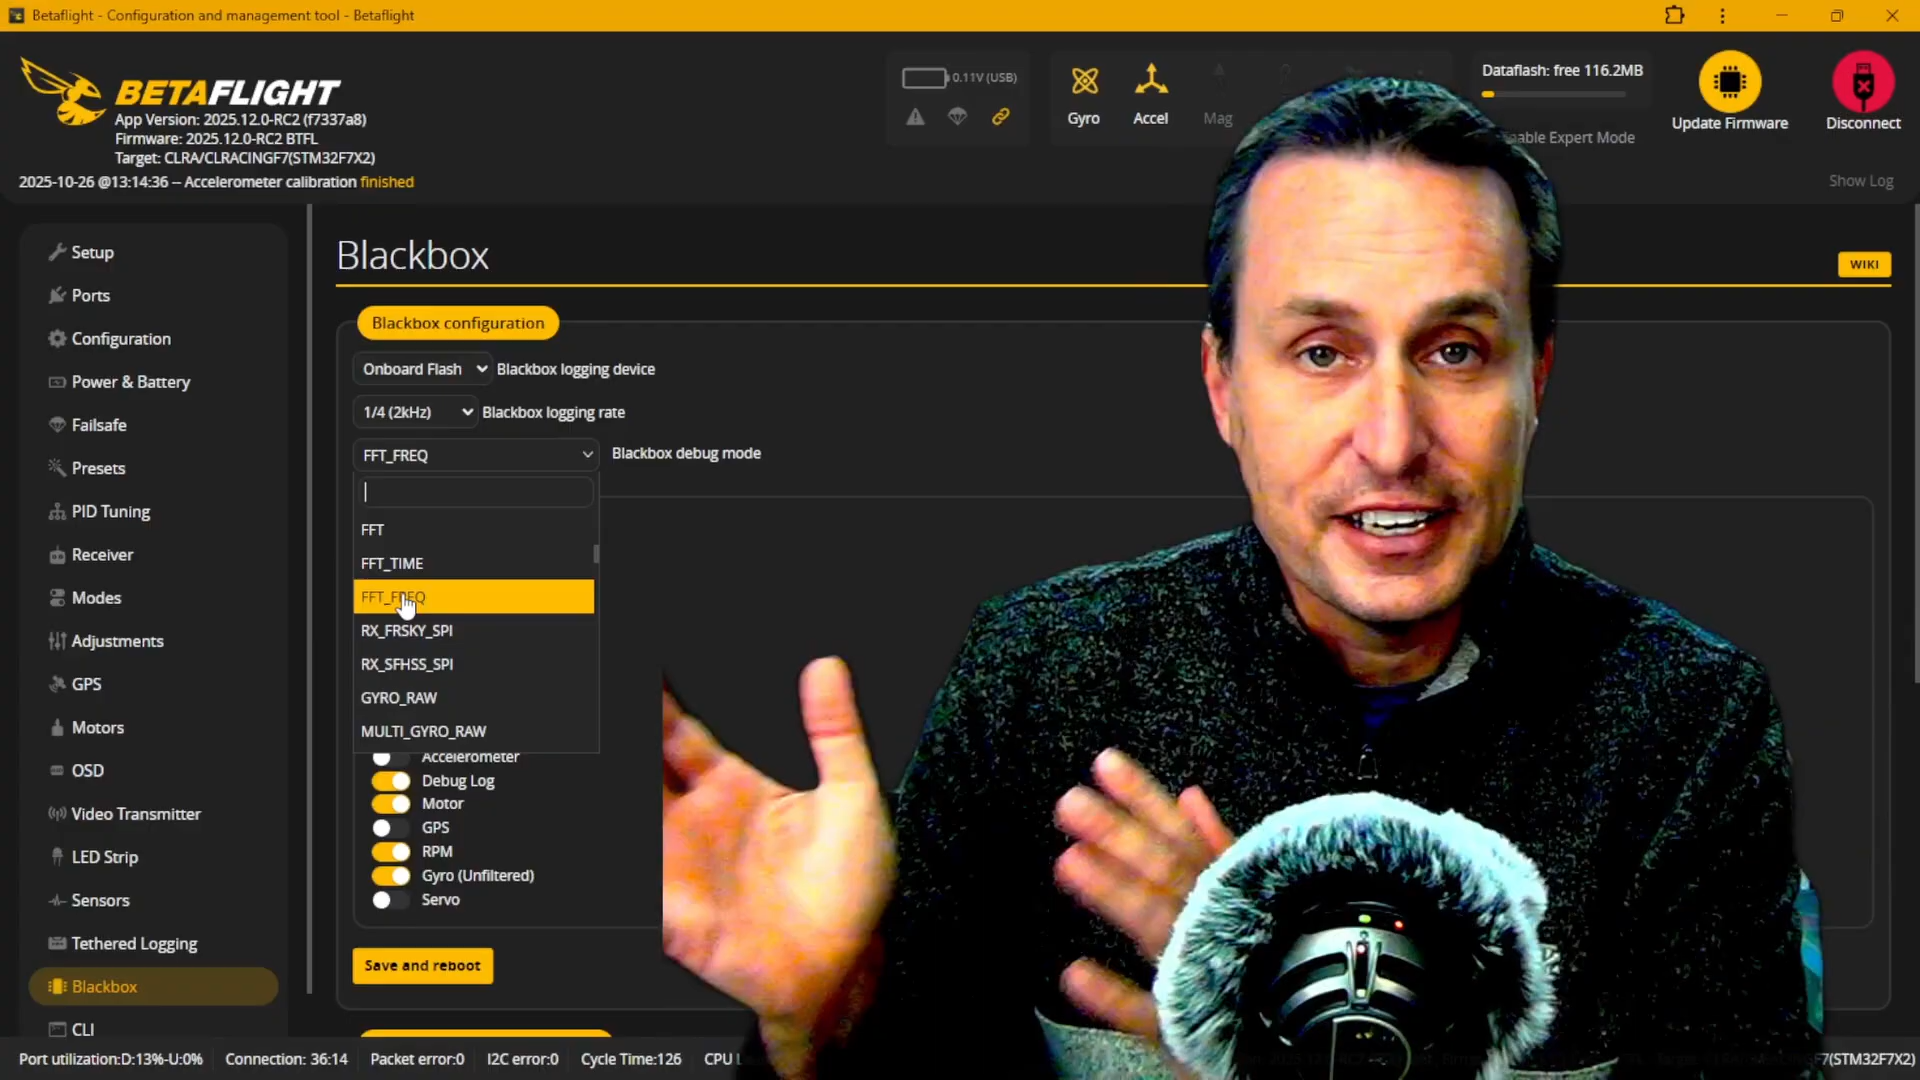 Betaflight - Configuration and management tool - Betaflight
BETAFLIGHT
App Version: 2025.12.0-RC2 (f7337a8)
Firmware: 2025.12.0-RC2 BTFL
Target: CLRA/CLRACINGF7(STM32F7X2)
2025-10-26 @13:14:36 -- Accelerometer calibration finished
0.11V (USB)
Gyro
Accel
Mag
Dataflash: free 116.2MB
Expert Mode
Update Firmware
Disconnect
Show Log
Setup
Ports
Configuration
Power & Battery
Failsafe
Presets
PID Tuning
Receiver
Modes
Adjustments
GPS
Motors
OSD
Video Transmitter
LED Strip
Sensors
Tethered Logging
Blackbox
CLI
Blackbox
WIKI
Blackbox configuration
Onboard Flash Blackbox logging device
1/4 (2kHz) Blackbox logging rate
FFT_FREQ Blackbox debug mode
FFT
FFT_TIME
FFT_FREQ
RX_FRSKY_SPI
RX_SFHSS_SPI
GYRO_RAW
MULTI_GYRO_RAW
Accelerometer
Debug Log
Motor
GPS
RPM
Gyro (Unfiltered)
Servo
Save and reboot
Port utilization:D:13%-U:0% Connection: 36:14 Packet error:0 I2C error:0 Cycle Time:126 CPU
F7(STM32F7X2)